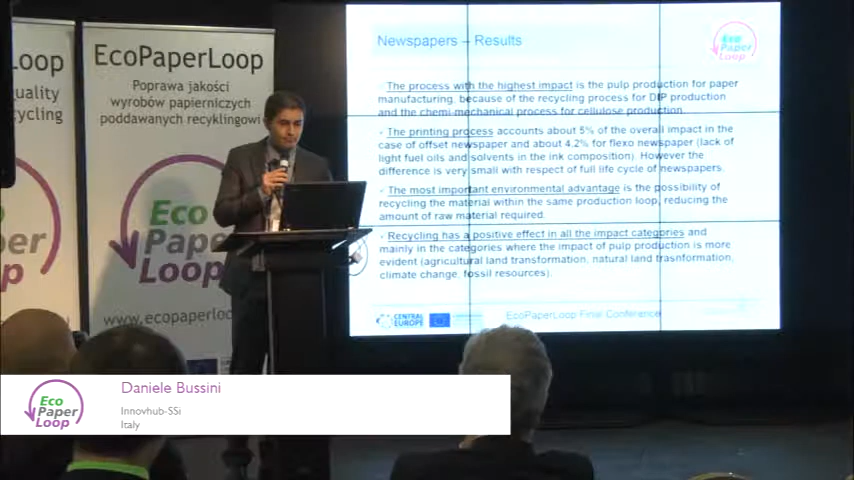 Loop
quality
cycling
EcoPaperLoop
Poprawa jakości
wyrobów papierniczych
poddawanych recyklingowi
Eco
Paper
Loop
www.ecopaperloo
Newspapers – Results
Eco
Paper
Loop
The process with the highest impact is the pulp production for paper
manufacturing, because of the recycling process for DIP production
and the chemi-mechanical process for cellulose production.
✓ The printing process accounts about 5% of the overall impact in the
case of offset newspaper and about 4.2% for flexo newspaper (lack of
light fuel oils and solvents in the ink composition). However the
difference is very small with respect of full life cycle of newspapers.
✓ The most important environmental advantage is the possibility of
recycling the material within the same production loop, reducing the
amount of raw material required.
✓ Recycling has a positive effect in all the impact categories and
mainly in the categories where the impact of pulp production is more
evident (agricultural land transformation, natural land trasnformation,
climate change, fossil resources).
CENTRAL
EUROPE
EcoPaperLoop Final Conference
Eco
Paper
Loop
Daniele Bussini
Innovhub-SSi
Italy